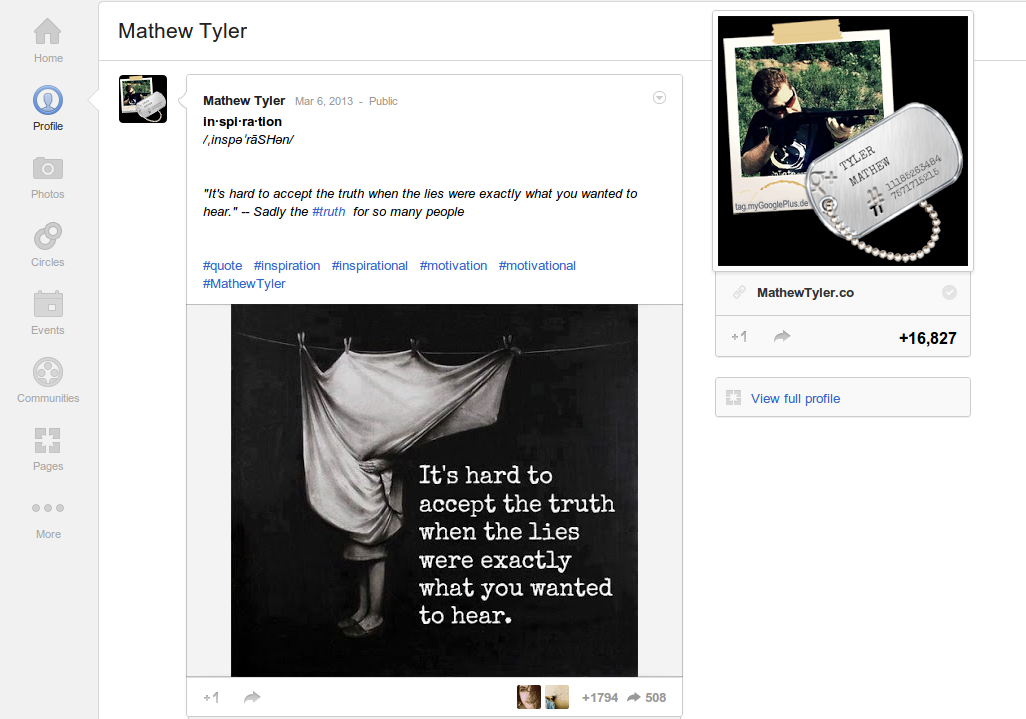 Mathew Tyler
Home
Profile
Photos
Circles
Events
Communities
Pages
More
Mathew Tyler Mar 6, 2013 - Public
in·spi·ra·tion
/ˌinspəˈrāSHən/
"It's hard to accept the truth when the lies were exactly what you wanted to
hear." -- Sadly the #truth for so many people
#quote #inspiration #inspirational #motivation #motivational
#MathewTyler
It's hard to
accept the truth
when the lies
were exactly
what you wanted
to hear.
+1
+1794 508
TYLER
MATHEW
g+
#
11185263484
7571715215
TI
tag.myGooglePlus.de
MathewTyler.co
+1 +16,827
View full profile